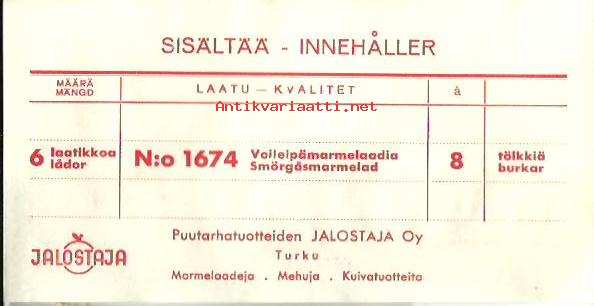 SISÄLTÄÄ - INNEHÅLLER
MÄÄRÄ
MÄNGD
LAATU — KVALITET
à
Antikvariaatti.net
6 laatikkoa
lådor
N:o 1674 Voileipämarmelaadia
Smörgåsmarmelad
8 tölkkiä
burkar
JALOSTAJA
Puutarhatuotteiden JALOSTAJA Oy
Turku
Marmelaadeja . Mehuja . Kuivatuotteita